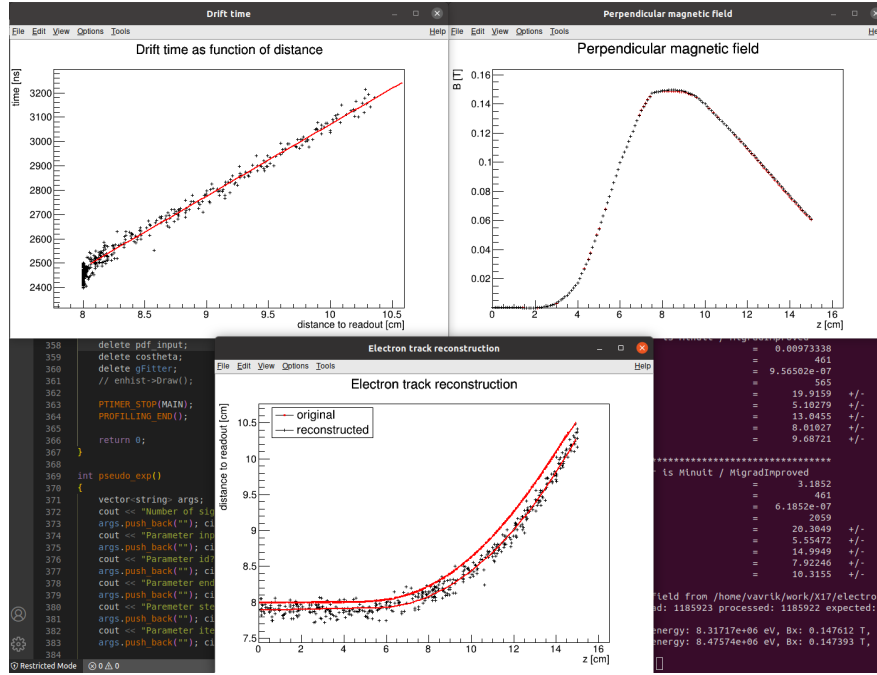 Drift time
File Edit View Options Tools Help
Drift time as function of distance
time [ns]
3200
3100
3000
2900
2800
2700
2600
2500
2400
8 8.5 9 9.5 10 10.5
distance to readout [cm]
Perpendicular magnetic field
File Edit View Options Tools
Perpendicular magnetic field
B [T]
0.16
0.14
0.12
0.1
0.08
0.06
0.04
0.02
0 2 4 6 8 10 12 14 16
z [cm]
358 delete pdf_input;
359 delete costheta;
360 delete gFitter;
361 // enhist->Draw();
362
363 PTIMER_STOP(MAIN);
364 PROFILLING_END();
365
366 return 0;
367 }
368
369 int pseudo_exp()
370 {
371 vector<string> args;
372 cout << "Number of sig
373 args.push_back(""); ci
374 cout << "Parameter inp
375 args.push_back(""); ci
376 cout << "Parameter id?
377 args.push_back(""); ci
378 cout << "Parameter end
379 args.push_back(""); ci
380 cout << "Paremeter ste
381 args.push_back(""); ci
382 cout << "Parameter ite
383 args.push_back(""); ci
384
Restricted Mode 0 0
Electron track reconstruction
File Edit View Options Tools Help
Electron track reconstruction
distance to readout [cm]
original
reconstructed
10.5
10
9.5
9
8.5
8
7.5
0 2 4 6 8 10 12 14 16
z [cm]
is Minuit / MigradImproved
= 0.00973338
= 461
= 9.56502e-07
= 565
= 19.9159 +/-
= 5.10279 +/-
= 13.0455 +/-
= 8.01027 +/-
= 9.68721 +/-
********************************
r is Minuit / MigradImproved
= 3.1852
= 461
= 6.1852e-07
= 2059
= 20.3049 +/-
= 5.55472 +/-
= 14.9949 +/-
= 7.92246 +/-
= 10.3155 +/-
field from /home/vavrik/work/X17/electro
ad: 1185923 processed: 1185922 expected:
energy: 8.31717e+06 eV, Bx: 0.147612 T,
energy: 8.47574e+06 eV, Bx: 0.147393 T,